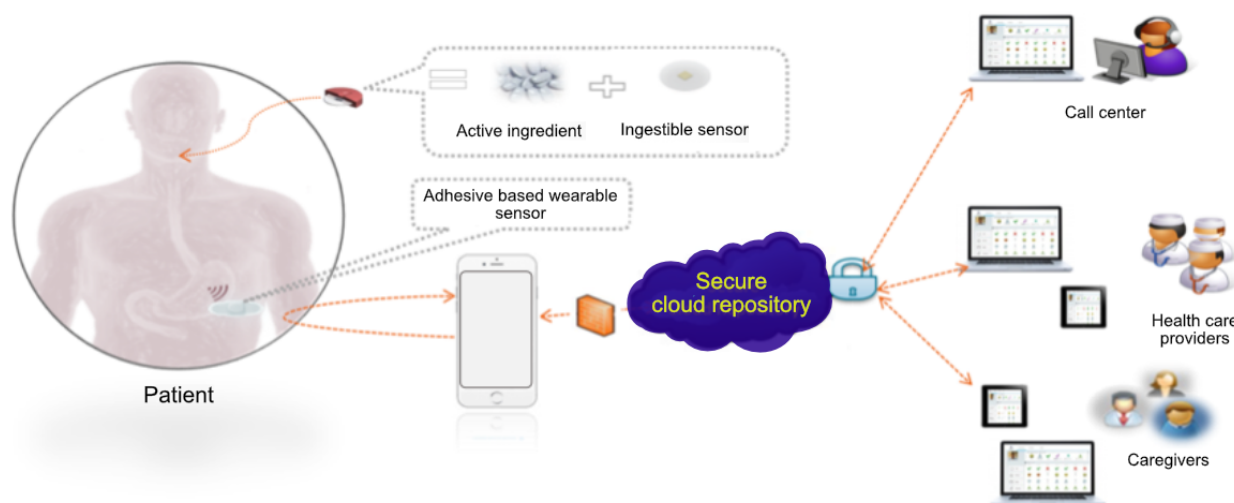 Active ingredient
Ingestible sensor
Call center
Adhesive based wearable
sensor
Secure
cloud repository
Health care
providers
Patient
Caregivers